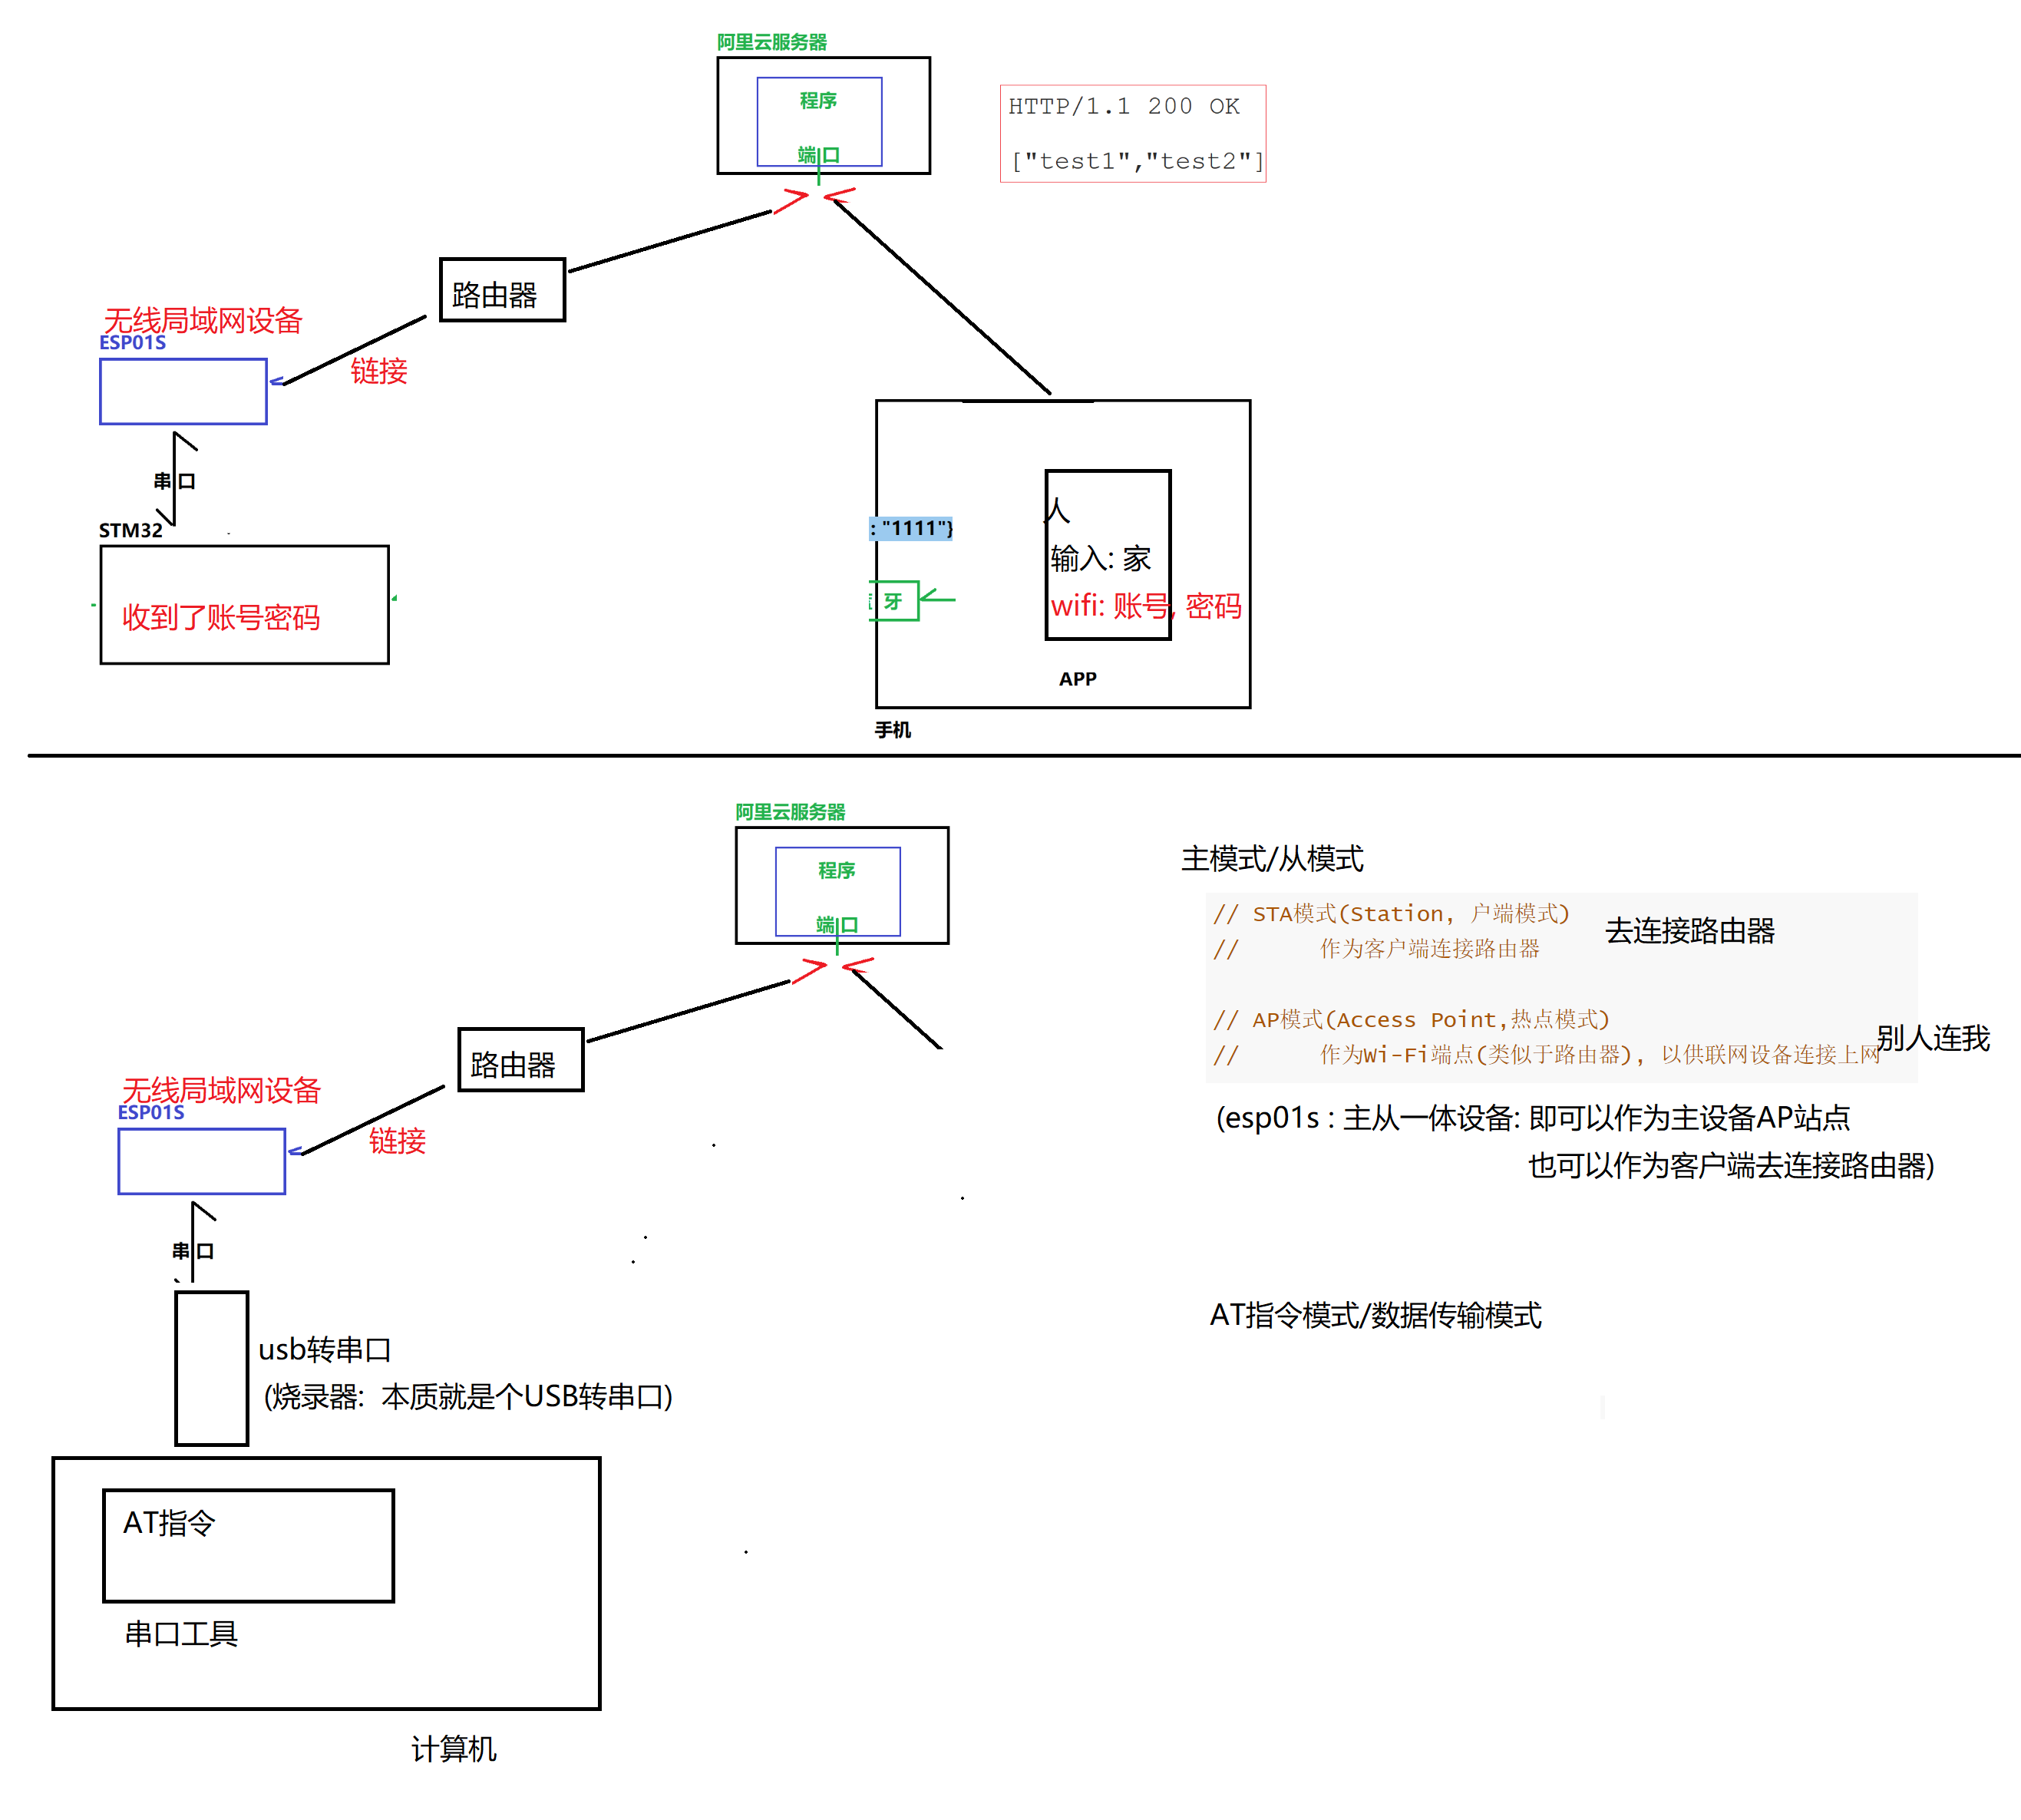 阿里云服务器
程序
端口
HTTP/1.1 200 OK
["test1","test2"]
路由器
无线局域网设备
ESP01S
链接
串口
STM32
收到了账号密码
: "1111"}
牙
人
输入: 家
wifi: 账号, 密码
APP
手机
阿里云服务器
程序
端口
路由器
无线局域网设备
ESP01S
链接
串口
usb转串口
(烧录器: 本质就是个USB转串口)
AT指令
串口工具
计算机
主模式/从模式
// STA模式(Station, 户端模式) 去连接路由器
// 作为客户端连接路由器
// AP模式(Access Point,热点模式)
// 作为Wi-Fi端点(类似于路由器), 以供联网设备连接上网 别人连我
(esp01s : 主从一体设备: 即可以作为主设备AP站点
也可以作为客户端去连接路由器)
AT指令模式/数据传输模式